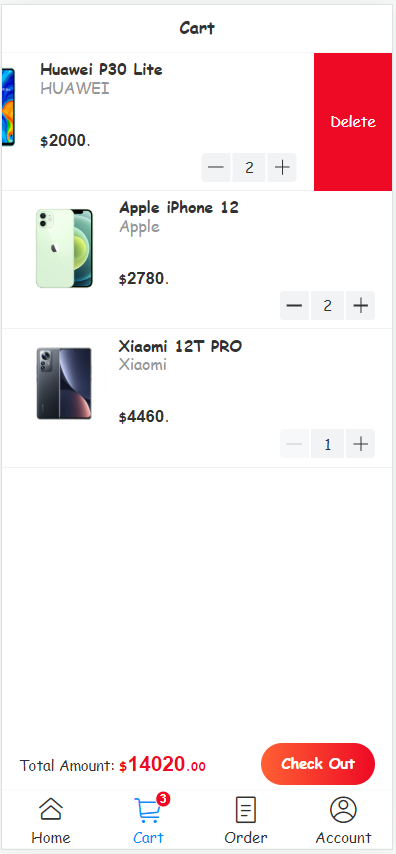 Cart
Huawei P30 Lite
HUAWEI
Delete
$2000.
2
Apple iPhone 12
Apple
$2780.
2
Xiaomi 12T PRO
Xiaomi
$4460.
1
Total Amount: $14020.00
Check Out
3
Home Cart Order Account